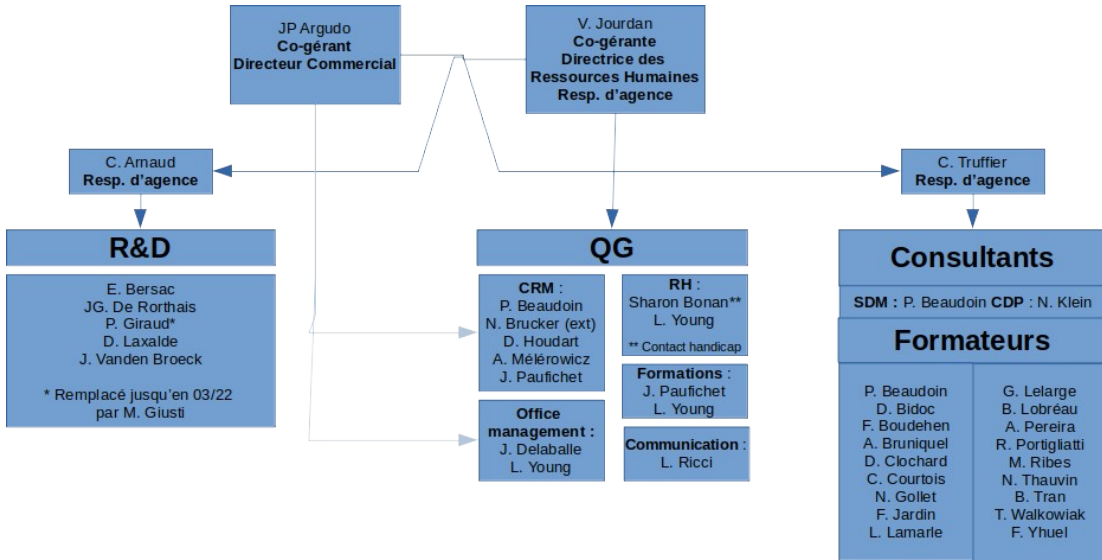 JP Argudo
Co-gérant
Directeur Commercial
V. Jourdan
Co-gérante
Directrice des
Ressources Humaines
Resp. d'agence
C. Arnaud
Resp. d'agence
C. Truffier
Resp. d'agence
R&D
E. Bersac
JG. De Rorthais
P. Giraud*
D. Laxalde
J. Vanden Broeck
* Remplacé jusqu'en 03/22
par M. Giusti
QG
CRM :
P. Beaudoin
N. Brucker (ext)
D. Houdart
A. Mélérowicz
J. Paufichet
Office
management :
J. Delaballe
L. Young
RH :
Sharon Bonan**
L. Young
** Contact handicap
Formations :
J. Paufichet
L. Young
Communication :
L. Ricci
Consultants
SDM : P. Beaudoin CDP : N. Klein
Formateurs
P. Beaudoin
D. Bidoc
F. Boudehen
A. Bruniquel
D. Clochard
C. Courtois
N. Gollet
F. Jardin
L. Lamarle
G. Lelarge
B. Lobréau
A. Pereira
R. Portigliatti
M. Ribes
N. Thauvin
B. Tran
T. Walkowiak
F. Yhuel